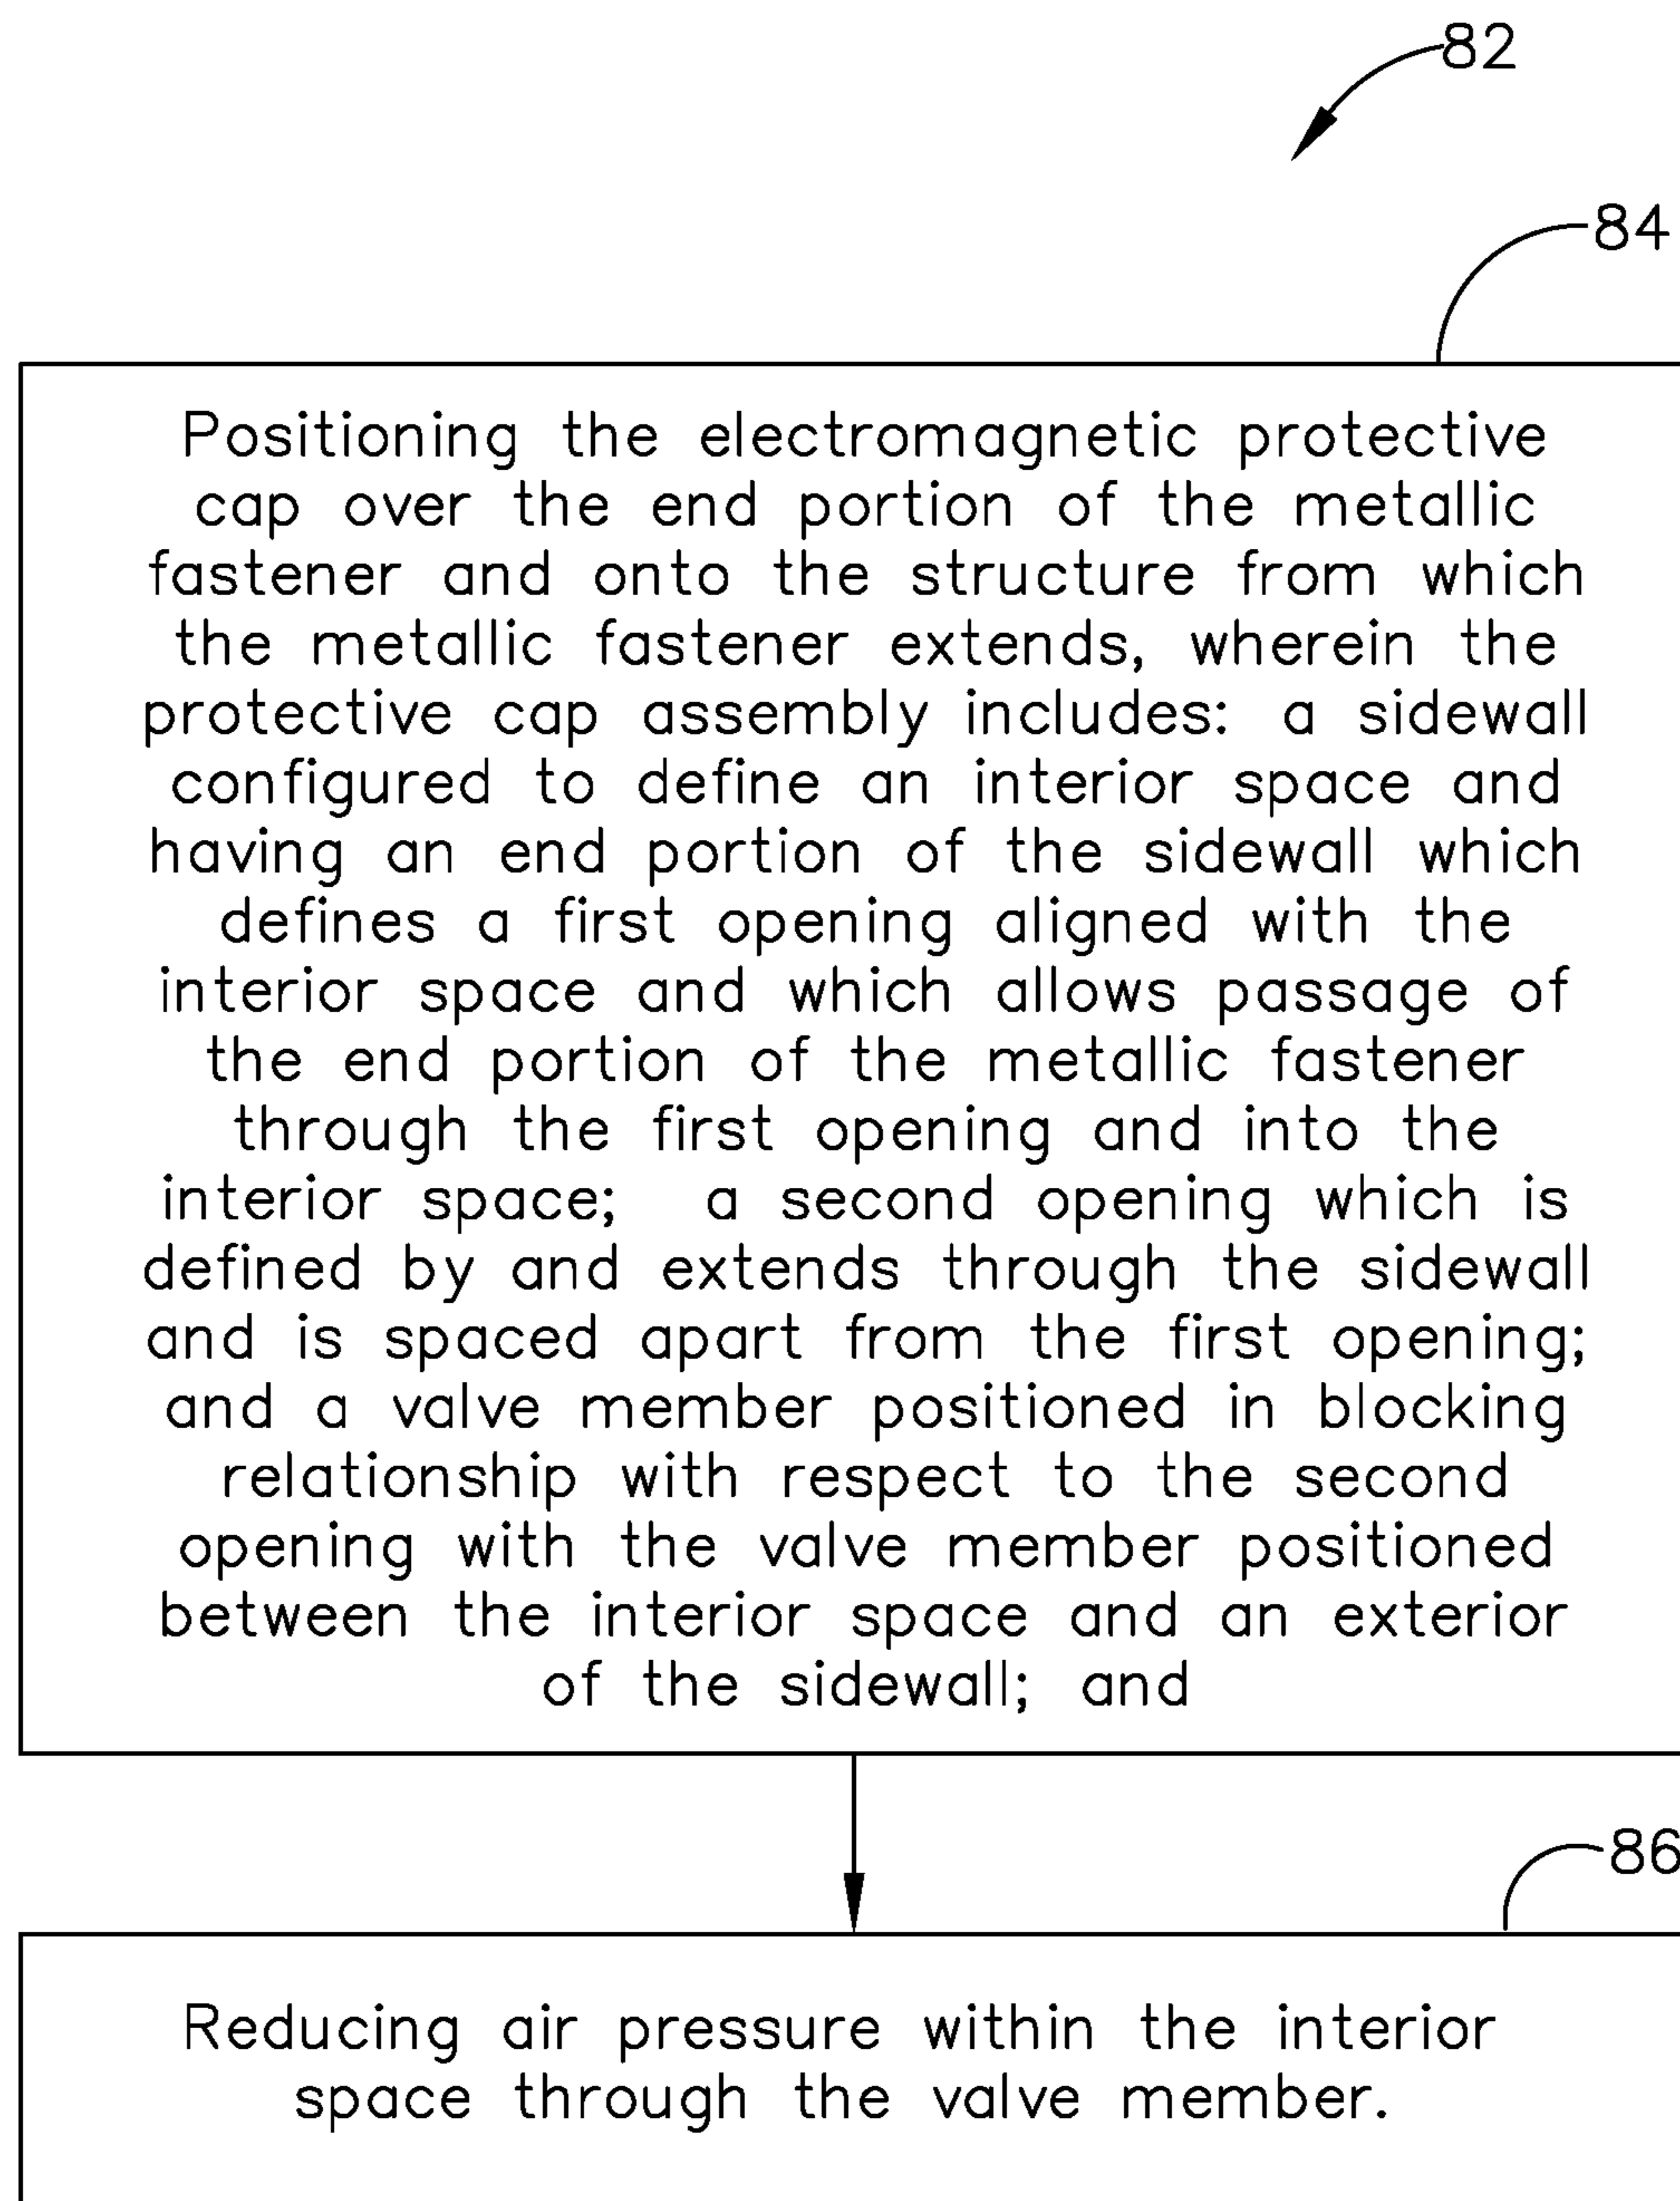 82
84
Positioning the electromagnetic protective
cap over the end portion of the metallic
fastener and onto the structure from which
the metallic fastener extends, wherein the
protective cap assembly includes: a sidewall
configured to define an interior space and
having an end portion of the sidewall which
defines a first opening aligned with the
interior space and which allows passage of
the end portion of the metallic fastener
through the first opening and into the
interior space; a second opening which is
defined by and extends through the sidewall
and is spaced apart from the first opening;
and a valve member positioned in blocking
relationship with respect to the second
opening with the valve member positioned
between the interior space and an exterior
of the sidewall; and
86
Reducing air pressure within the interior
space through the valve member.